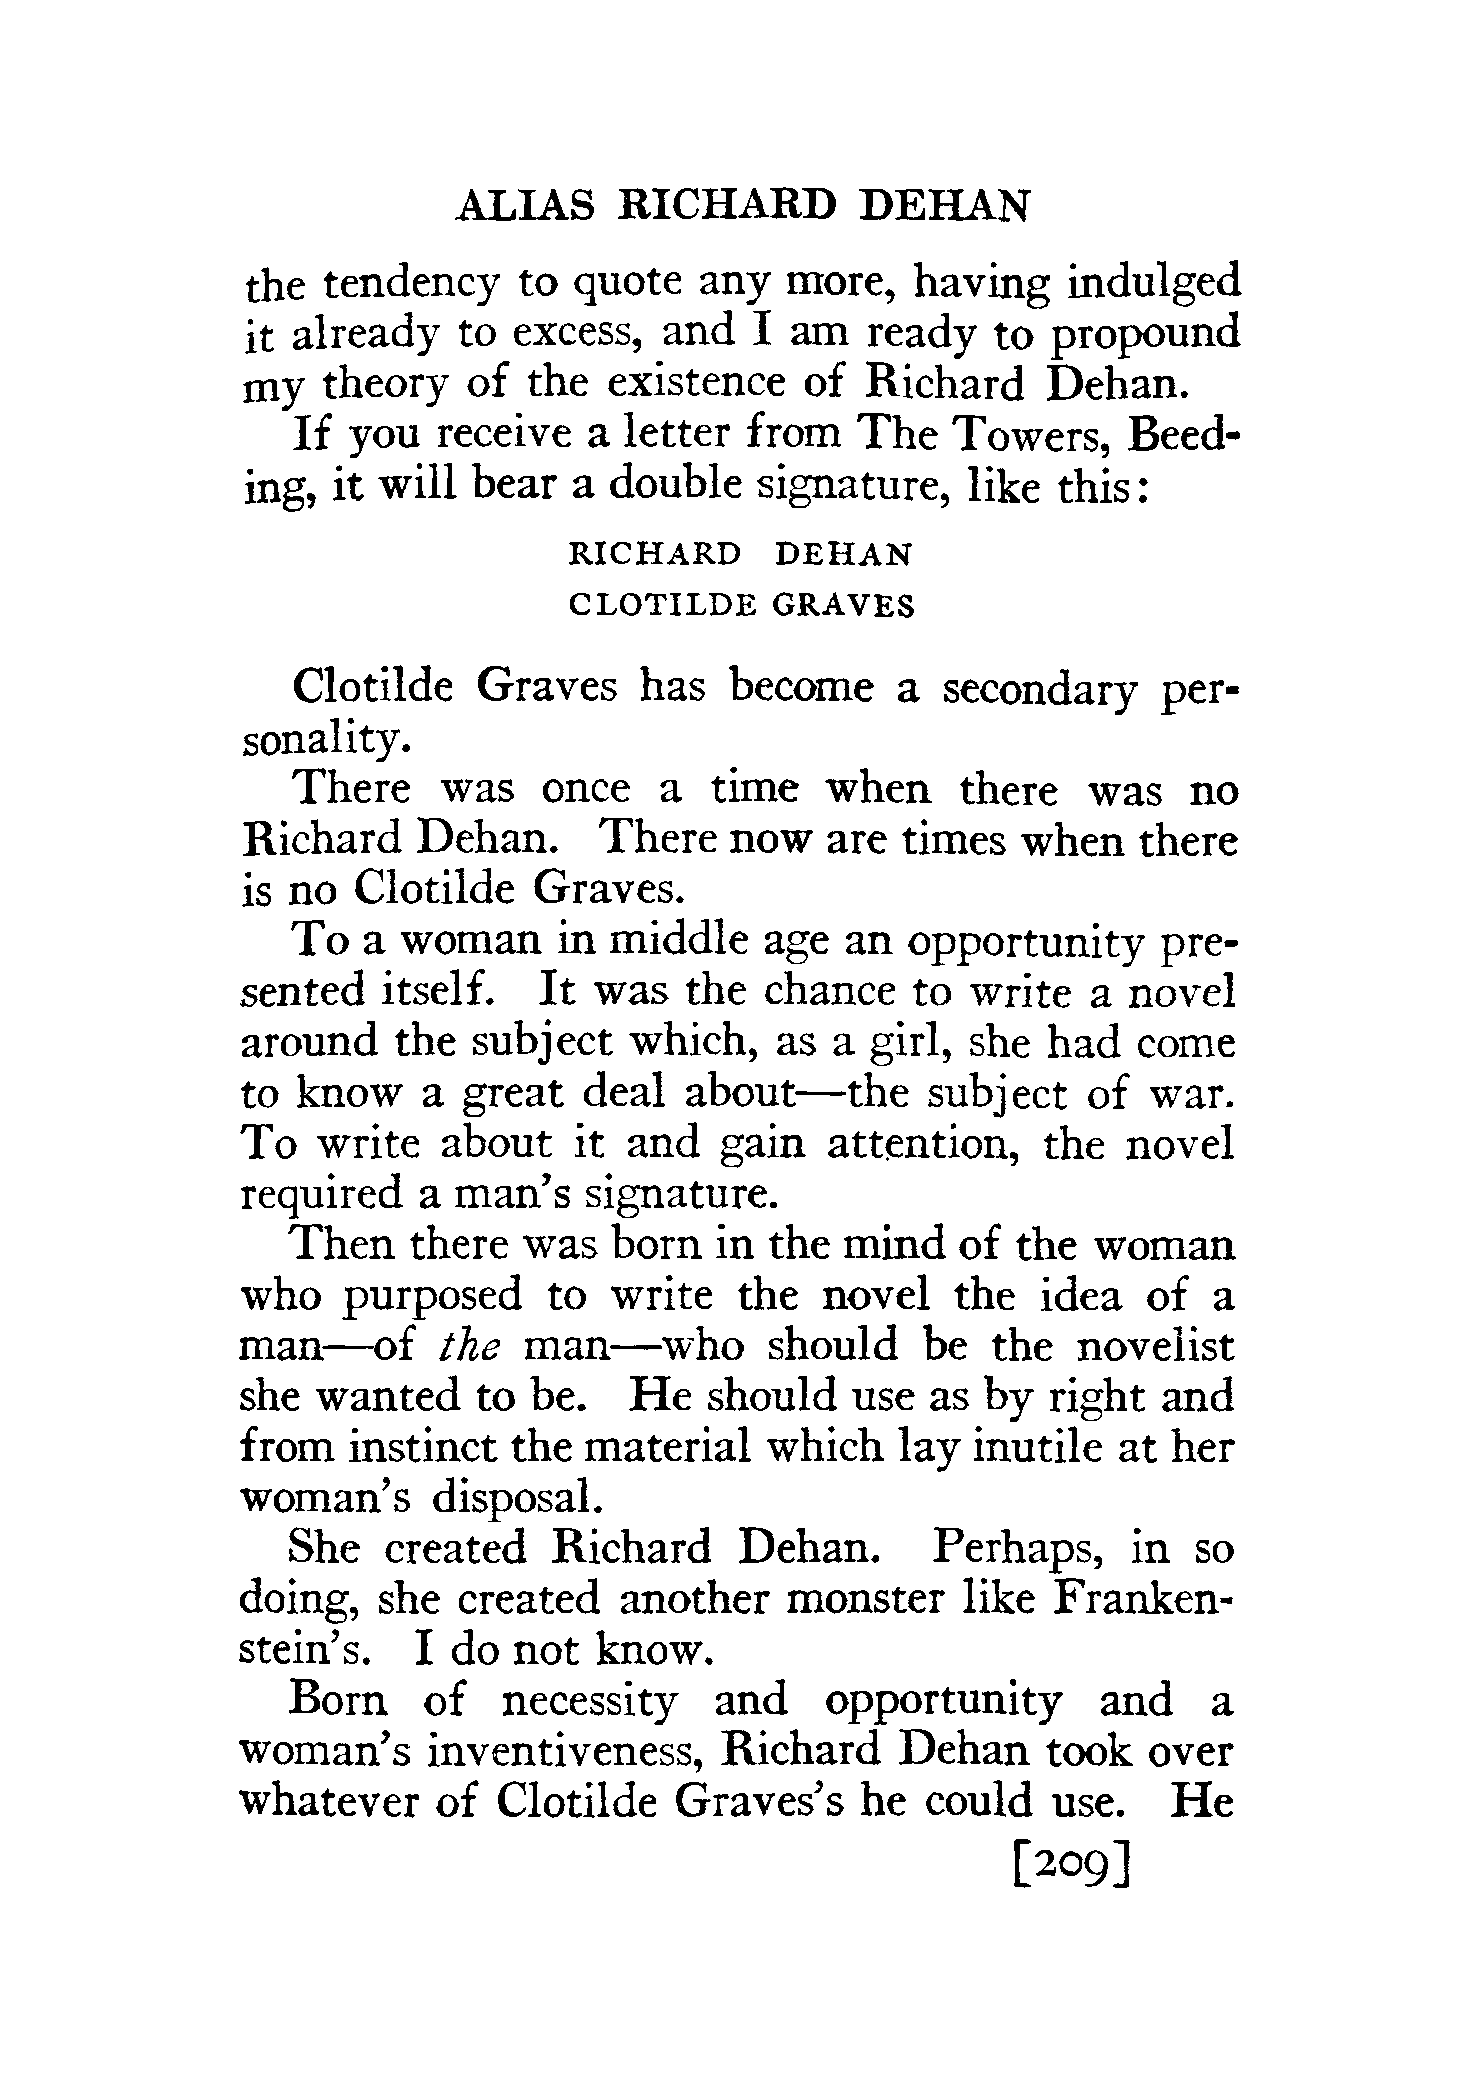 ALIAS RICHARD DEHAN
the tendency to quote any more, having indulged
it already to excess, and I am ready to propound
my theory of the existence of Richard Dehan.
If you receive a letter from The Towers, Beed-
ing, it will bear a double signature, like this:
RICHARD DEHAN
CLOTILDE GRAVES
Clotilde Graves has become a secondary per-
sonality.
There was once a time when there was no
Richard Dehan. There now are times when there
is no Clotilde Graves.
To a woman in middle age an opportunity pre-
sented itself. It was the chance to write a novel
around the subject which, as a girl, she had come
to know a great deal about—the subject of war.
To write about it and gain attention, the novel
required a man's signature.
Then there was born in the mind of the woman
who purposed to write the novel the idea of a
man—of the man—who should be the novelist
she wanted to be. He should use as by right and
from instinct the material which lay inutile at her
woman's disposal.
She created Richard Dehan. Perhaps, in so
doing, she created another monster like Franken-
stein's. I do not know.
Born of necessity and opportunity and a
woman's inventiveness, Richard Dehan took over
whatever of Clotilde Graves's he could use. He
[209]